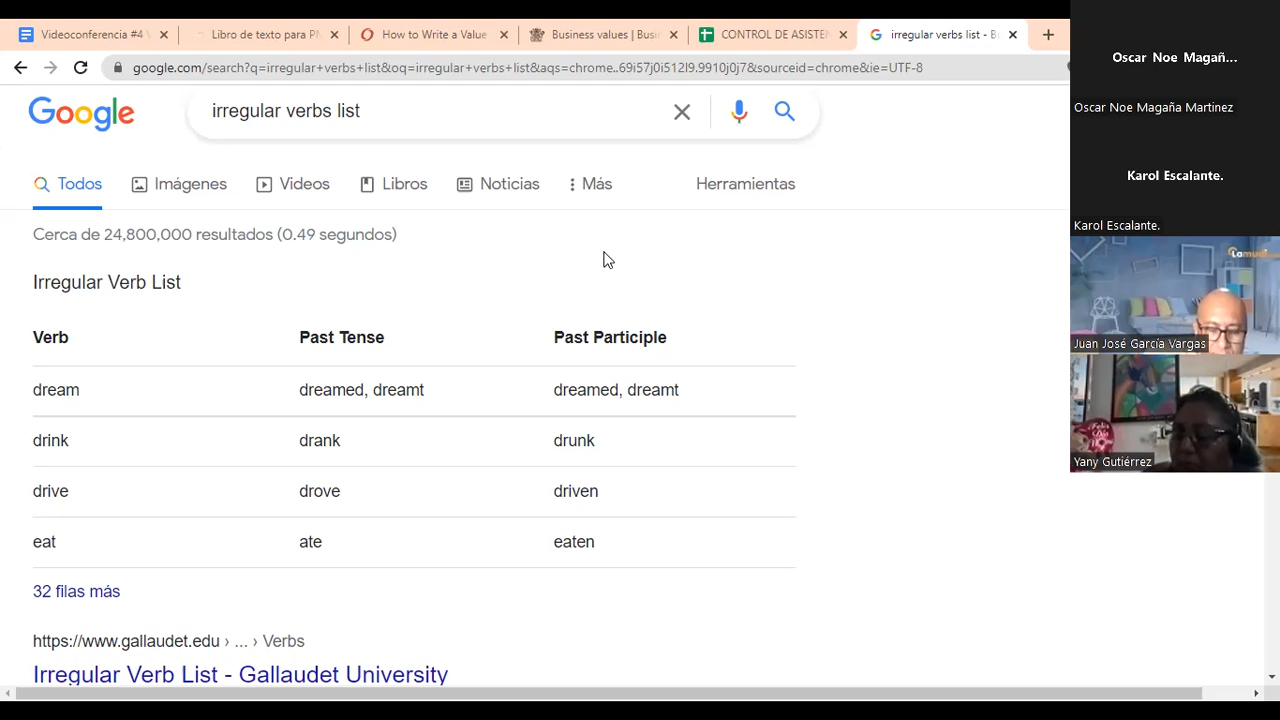 Videoconferencia #4
Libro de texto para
How to Write a Value
Business values | Busi
CONTROL DE ASISTEN
irregular verbs list - B
google.com/search?q=irregular+verbs+list&oq=irregular+verbs+list&aqs=chrome..69i57j0i512l9.9910j0j7&sourceid=chrome&ie=UTF-8
Google
irregular verbs list
Todos
Imágenes
Videos
Libros
Noticias
Más
Herramientas
Cerca de 24,800,000 resultados (0.49 segundos)
Irregular Verb List
Verb Past Tense Past Participle
dream dreamed, dreamt dreamed, dreamt
drink drank drunk
drive drove driven
eat ate eaten
32 filas más
https://www.gallaudet.edu › ... › Verbs
Irregular Verb List - Gallaudet University
Oscar Noe Magañ...
Oscar Noe Magaña Martinez
Karol Escalante.
Karol Escalante.
Juan José García Vargas
Yany Gutiérrez